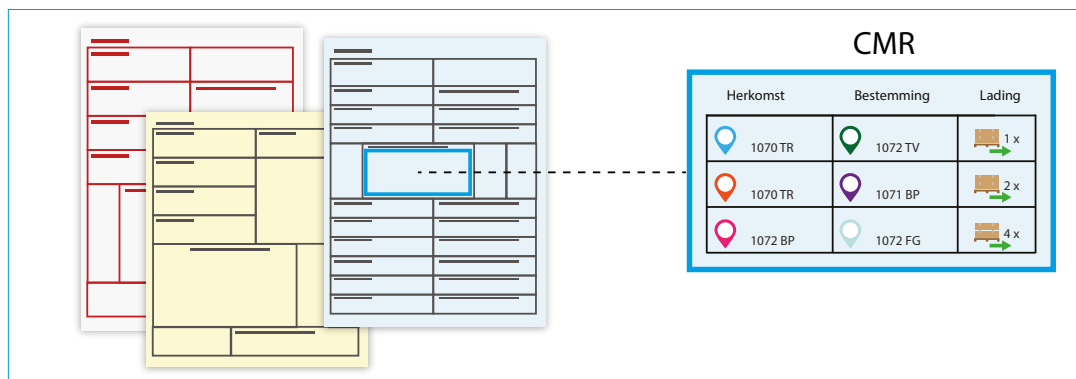 CMR
Herkomst Bestemming Lading
1070 TR 1072 TV 1 x
1070 TR 1071 BP 2 x
1072 BP 1072 FG 4 x